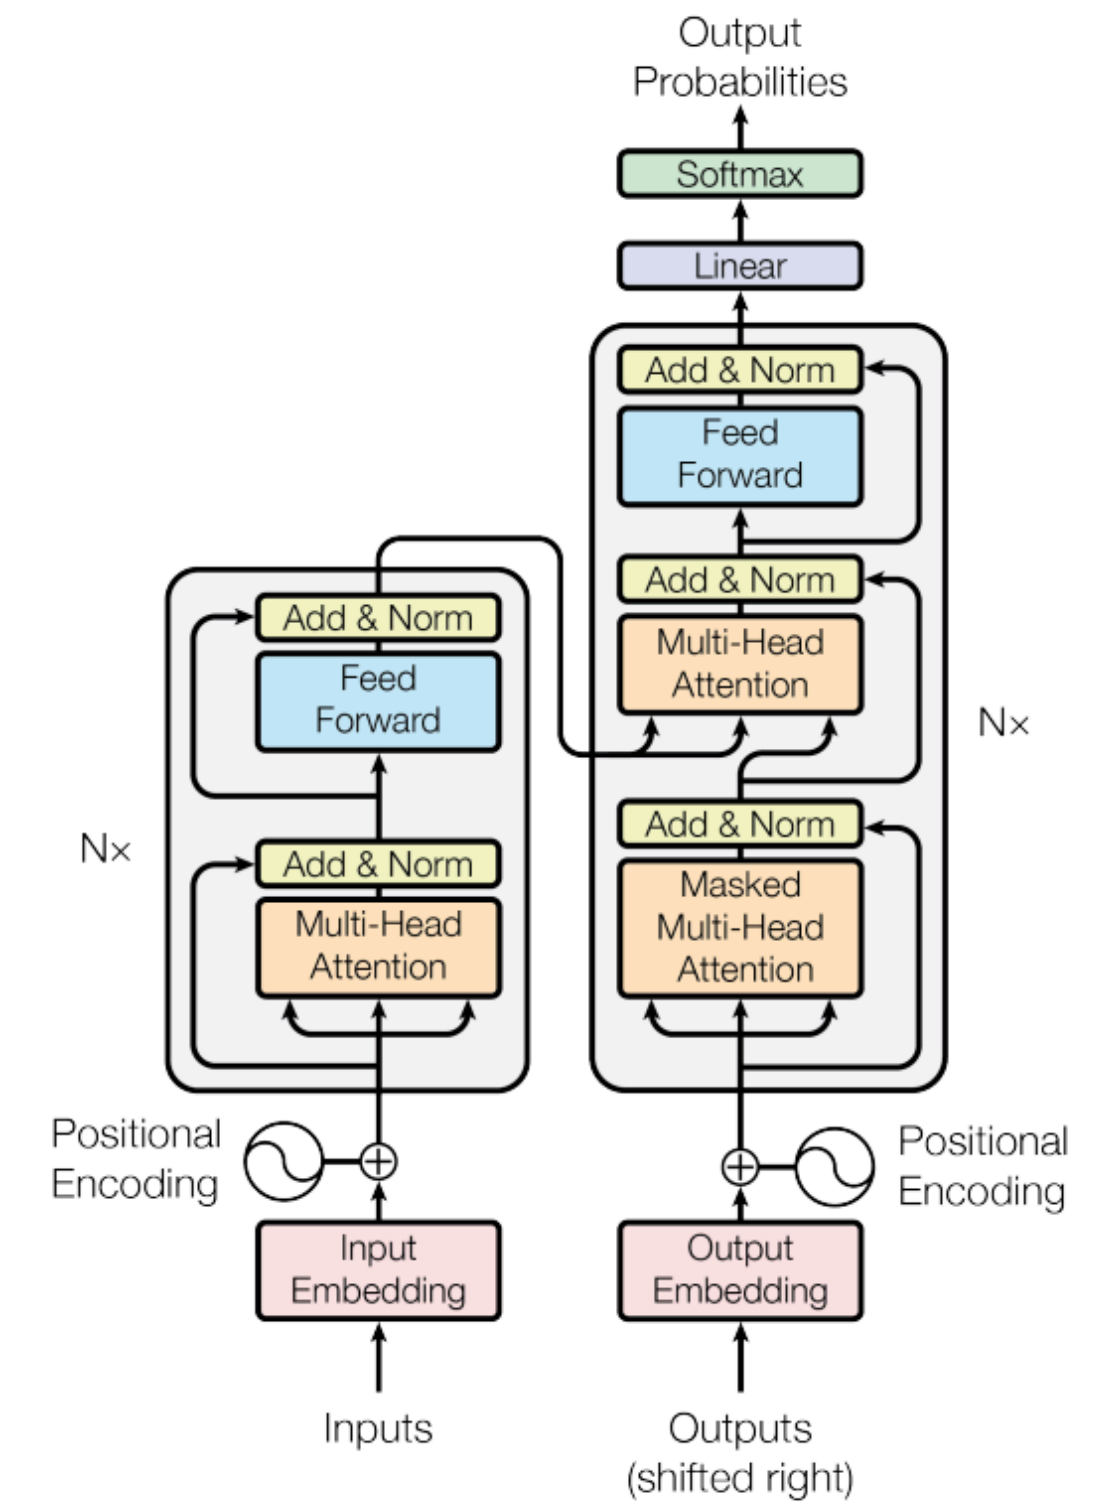 Output
Probabilities
Softmax
Linear
Add & Norm
Feed
Forward
Add & Norm
Multi-Head
Attention
Add & Norm
Masked
Multi-Head
Attention
N×
Add & Norm
Feed
Forward
Add & Norm
Multi-Head
Attention
N×
Positional
Encoding
Positional
Encoding
Input
Embedding
Output
Embedding
Inputs
Outputs
(shifted right)